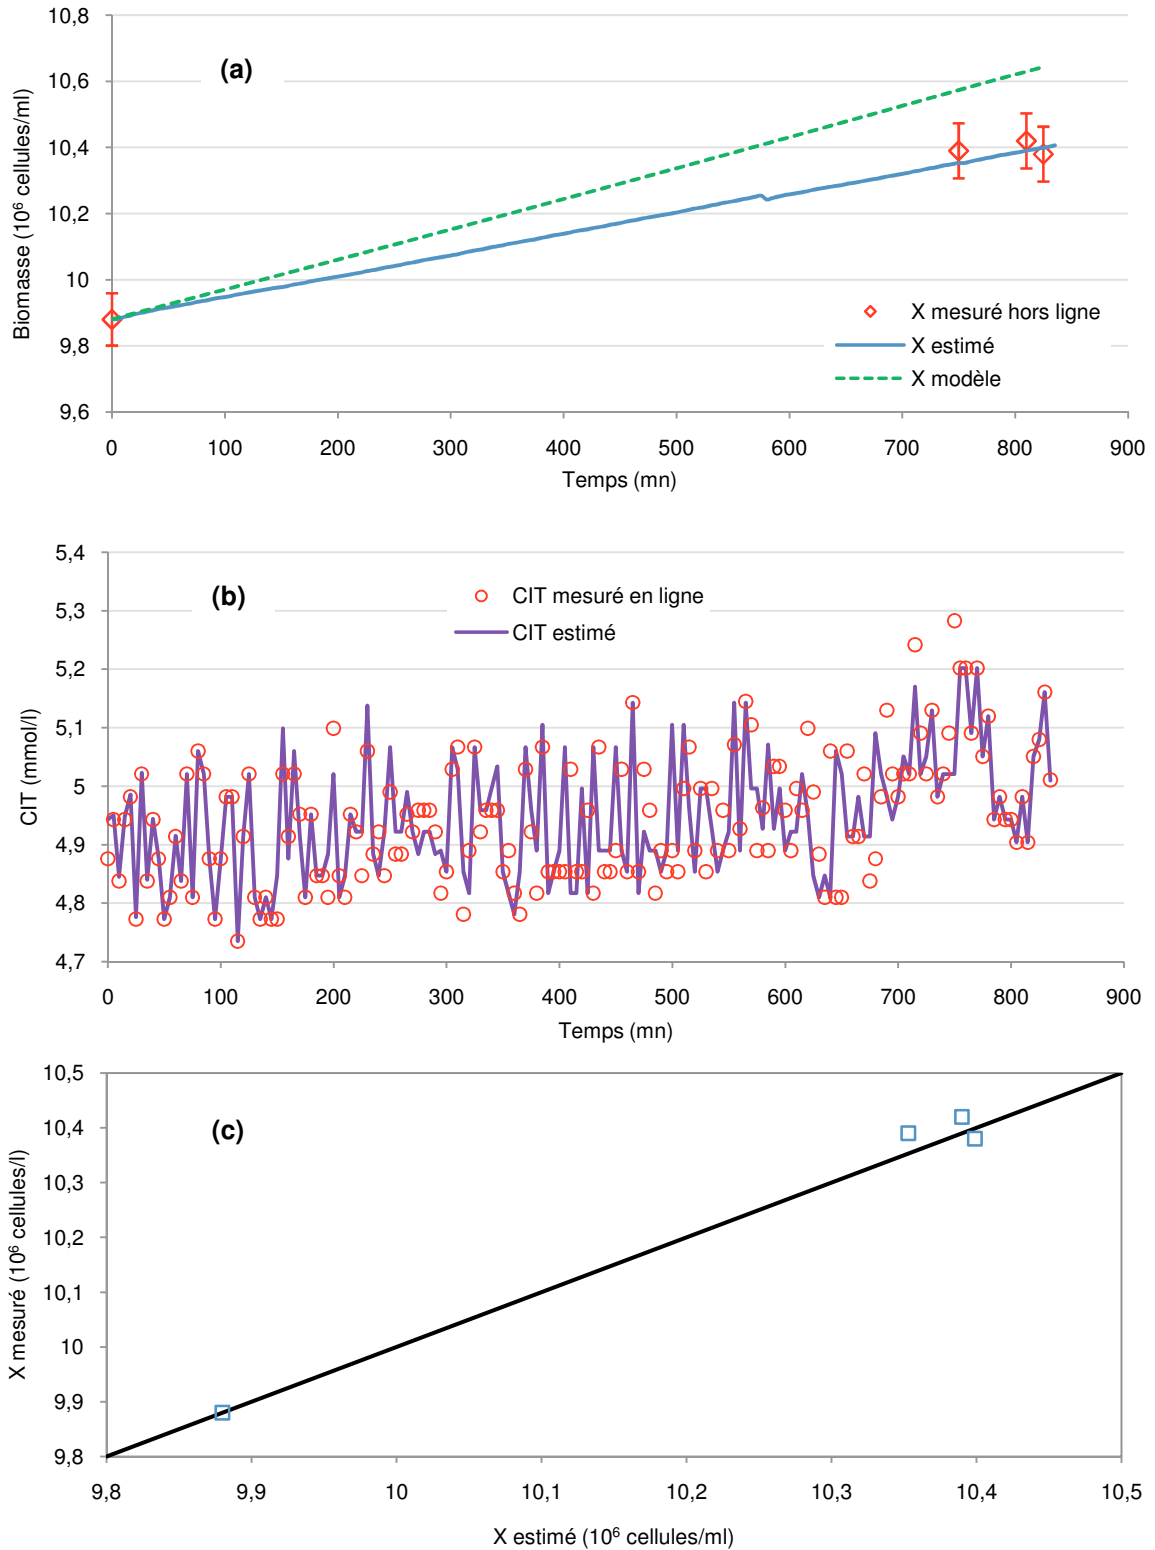 10,8
10,6
10,4
10,2
10
9,8
9,6
Biomasse (10⁶ cellules/ml)
(a)
X mesuré hors ligne
X estimé
X modèle
0 100 200 300 400 500 600 700 800 900
Temps (mn)
5,4
5,3
5,2
5,1
5
4,9
4,8
4,7
CIT (mmol/l)
(b)
CIT mesuré en ligne
CIT estimé
0 100 200 300 400 500 600 700 800 900
Temps (mn)
10,5
10,4
10,3
10,2
10,1
10
9,9
9,8
X mesuré (10⁶ cellules/l)
(c)
9,8 9,9 10 10,1 10,2 10,3 10,4 10,5
X estimé (10⁶ cellules/ml)